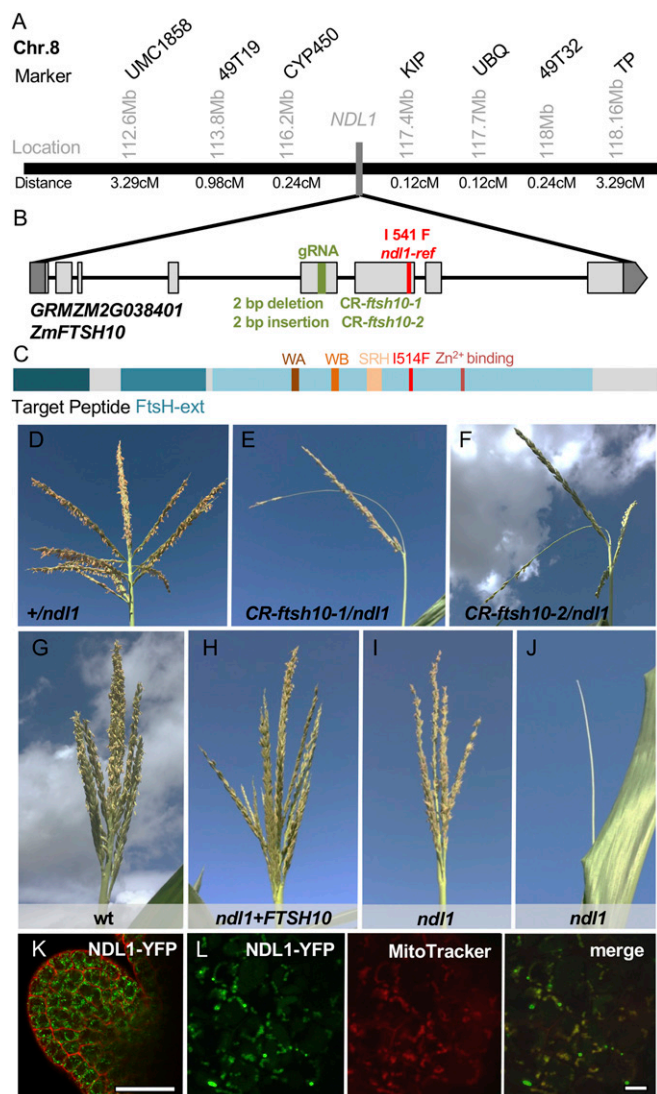 A
Chr.8
Marker
UMC1858
49T19
CYP450
KIP
UBQ
49T32
TP
Location
112.6Mb
113.8Mb
116.2Mb
NDL1
117.4Mb
117.7Mb
118Mb
118.16Mb
Distance
3.29cM
0.98cM
0.24cM
0.12cM
0.12cM
0.24cM
3.29cM
B
I 541 F
gRNA
ndl1-ref
2 bp deletion CR-ftsh10-1
GRMZM2G038401
2 bp insertion CR-ftsh10-2
ZmFTSH10
C
WA
WB
SRH
I514F
Zn²⁺ binding
Target Peptide FtsH-ext
D
+/ndl1
E
CR-ftsh10-1/ndl1
F
CR-ftsh10-2/ndl1
G
wt
H
ndl1+FTSH10
I
ndl1
J
ndl1
K
NDL1-YFP
L
NDL1-YFP
MitoTracker
merge